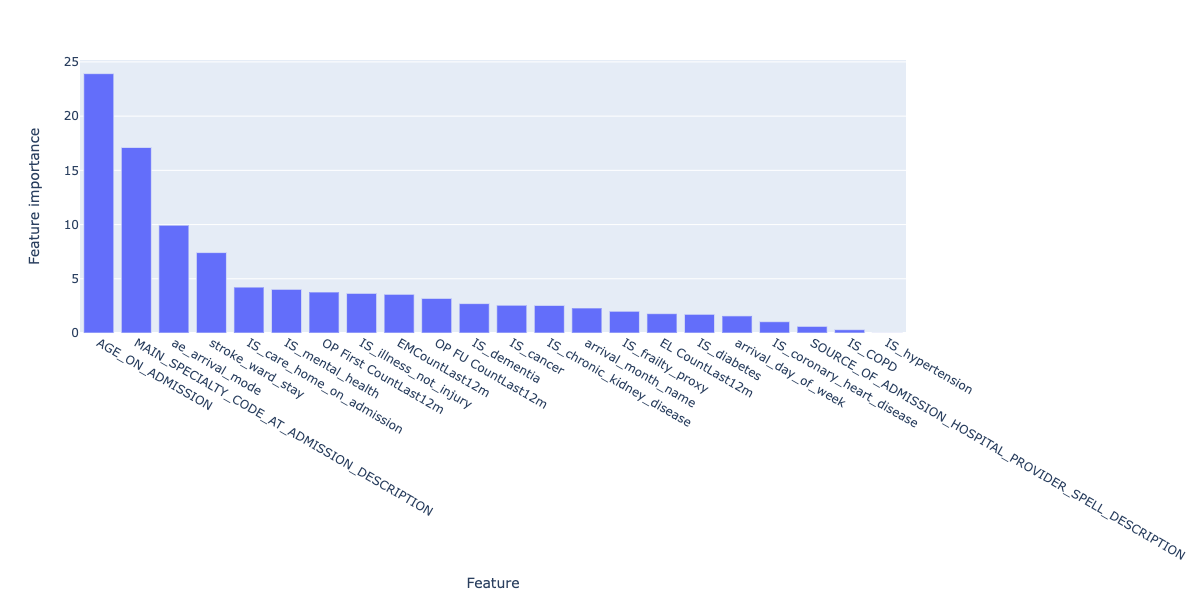 25
20
15
10
5
0
Feature importance
AGE_ON_ADMISSION
MAIN_SPECIALTY_CODE_AT_ADMISSION_DESCRIPTION
ae_arrival_mode
stroke_ward_stay
IS_care_home_on_admission
IS_mental_health
OP First CountLast12m
IS_illness_not_injury
EMCountLast12m
OP FU CountLast12m
IS_dementia
IS_cancer
IS_chronic_kidney_disease
arrival_month_name
IS_frailty_proxy
EL CountLast12m
IS_diabetes
arrival_day_of_week
IS_coronary_heart_disease
SOURCE_OF_ADMISSION_HOSPITAL_PROVIDER_SPELL_DESCRIPTION
IS_COPD
IS_hypertension
Feature